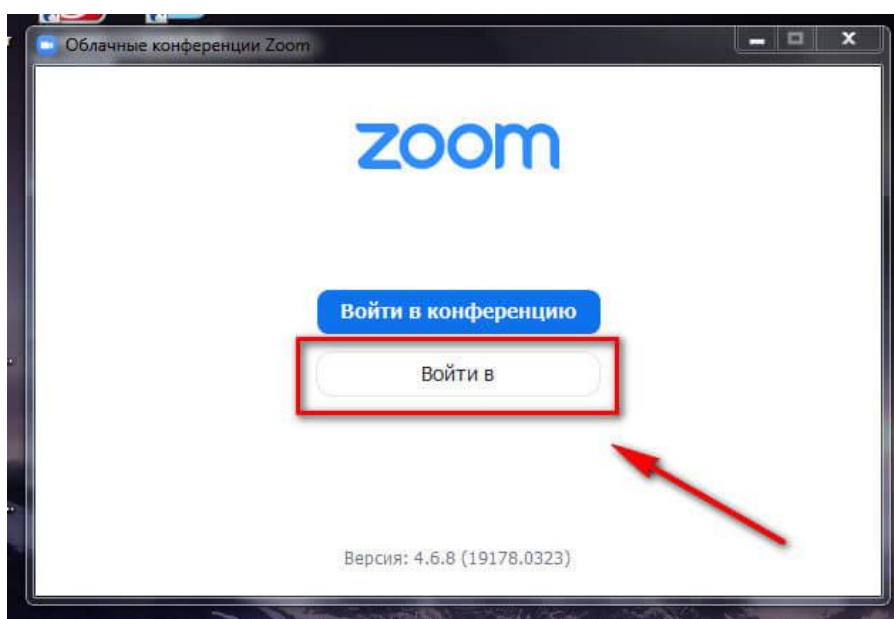 Облачные конференции Zoom
zoom
Войти в конференцию
Войти в
Версия: 4.6.8 (19178.0323)